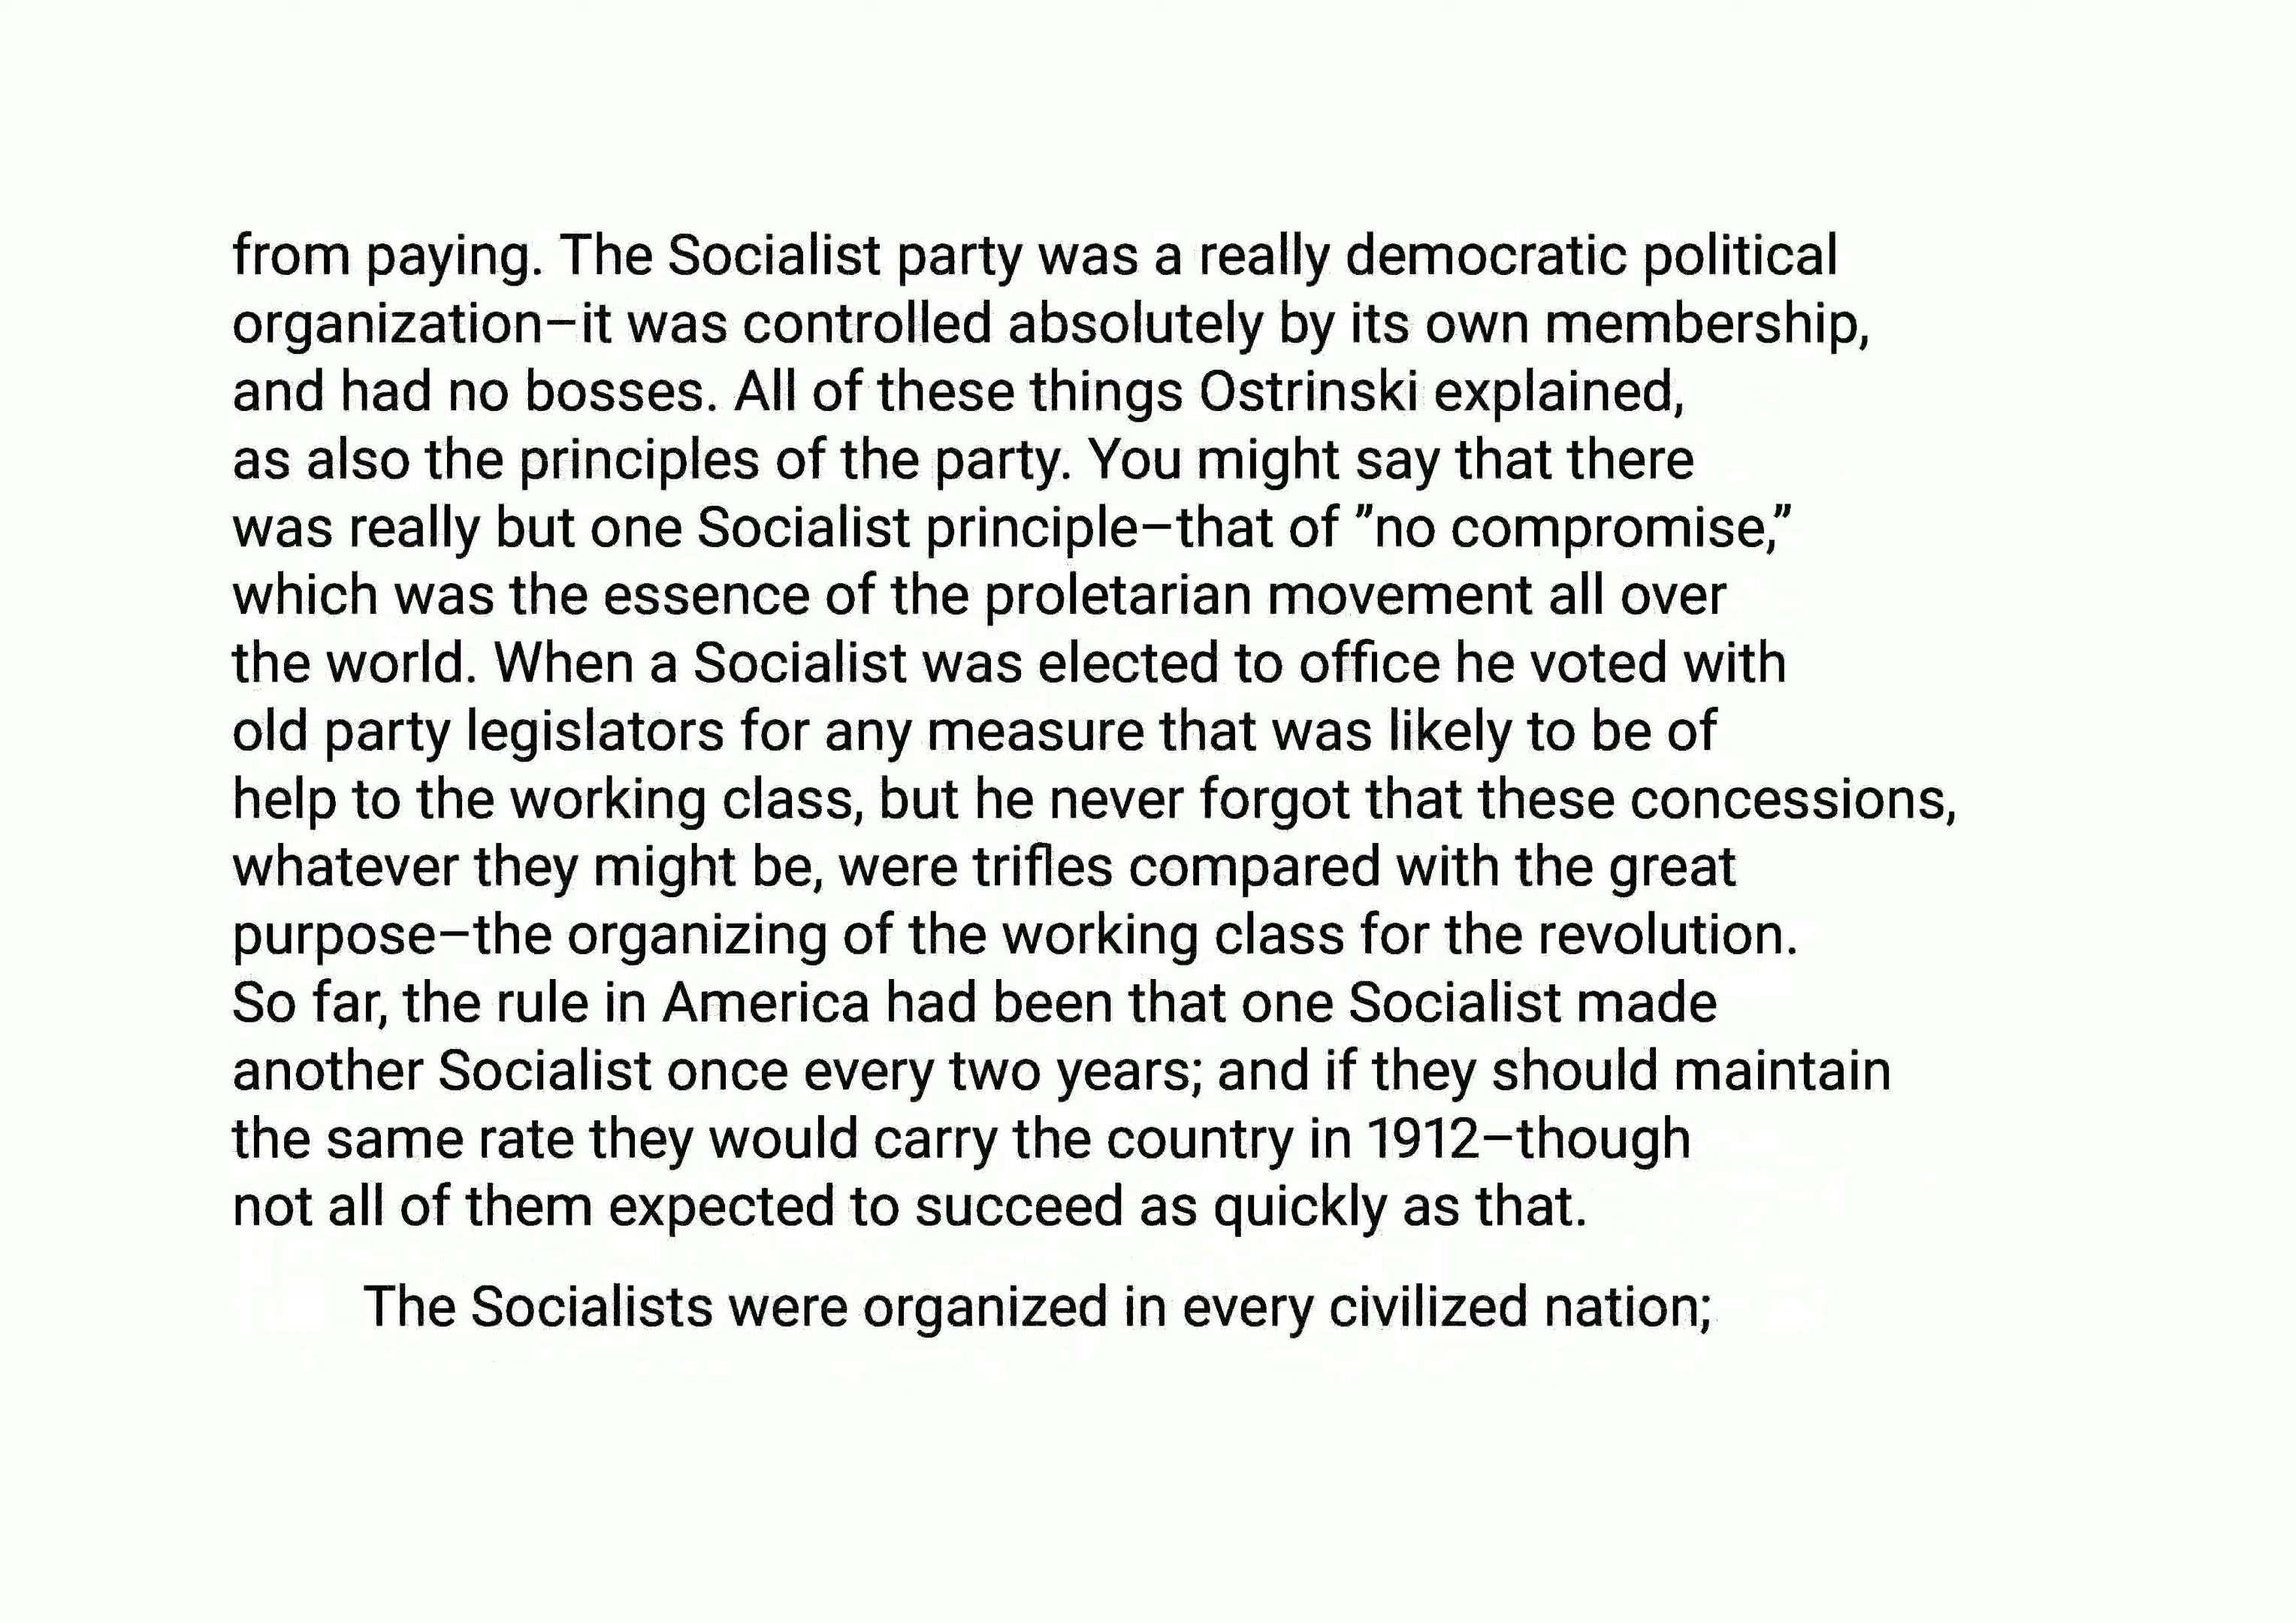 from paying. The Socialist party was a really democratic political
organization–it was controlled absolutely by its own membership,
and had no bosses. All of these things Ostrinski explained,
as also the principles of the party. You might say that there
was really but one Socialist principle–that of ”no compromise,”
which was the essence of the proletarian movement all over
the world. When a Socialist was elected to office he voted with
old party legislators for any measure that was likely to be of
help to the working class, but he never forgot that these concessions,
whatever they might be, were trifles compared with the great
purpose–the organizing of the working class for the revolution.
So far, the rule in America had been that one Socialist made
another Socialist once every two years; and if they should maintain
the same rate they would carry the country in 1912–though
not all of them expected to succeed as quickly as that.
The Socialists were organized in every civilized nation;